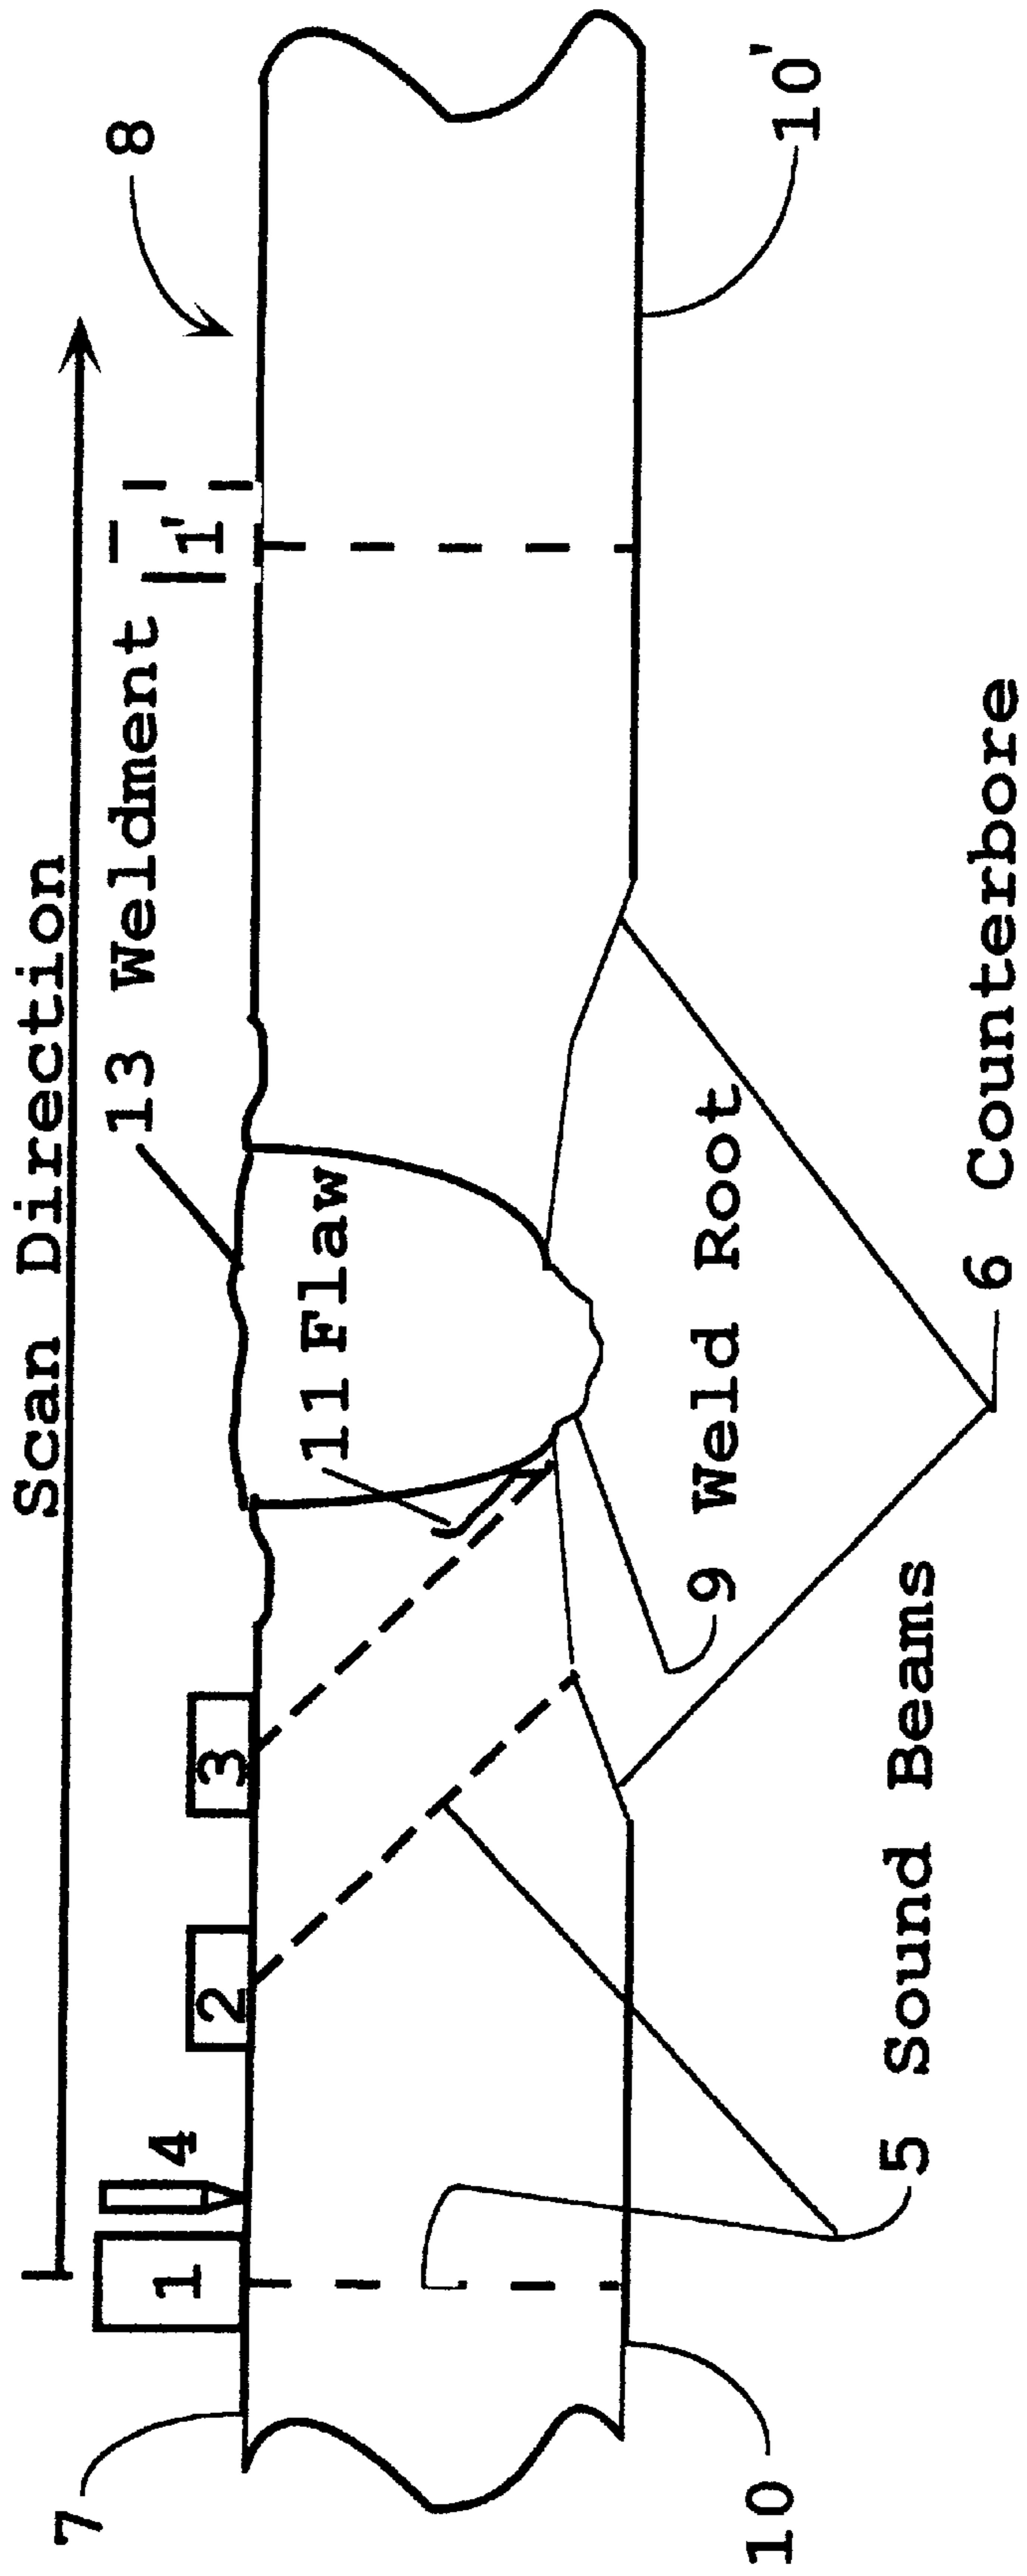 Scan Direction
13 Weldment
8
1'
1
4
2
3
11 Flaw
7
10
10'
9 Weld Root
5 Sound Beams
6 Counterbore